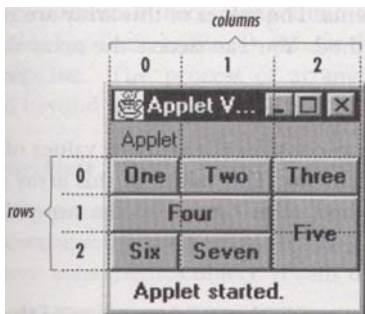 columns
0 1 2
Applet V...
Applet
0 One Two Three
rows 1 Four
Five
2 Six Seven
Applet started.